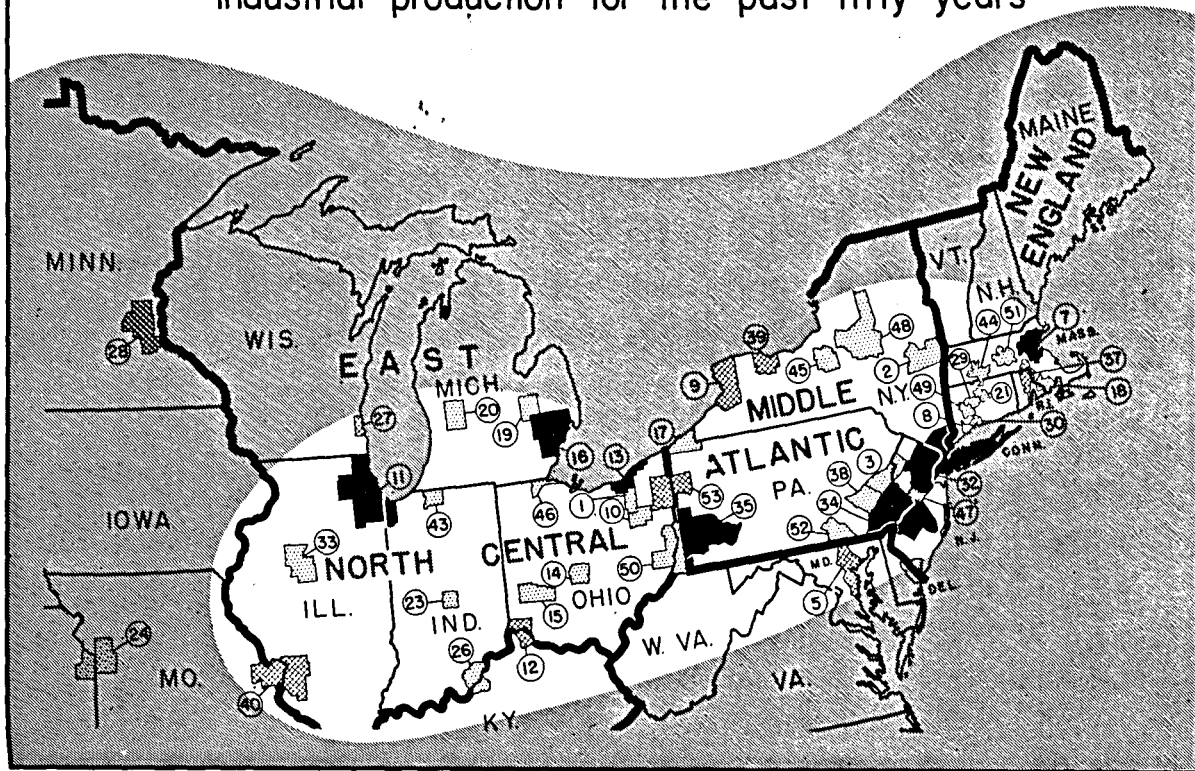 industrial production for the past fifty years
MAINE
NEW ENGLAND
VT.
N.H.
MINN.
WIS.
EAST
MICH.
28
27
20
19
39
9
45
48
2
N.Y.
49
8
44
51
7
MASS.
29
37
21
R.I.
18
30
CONN.
MIDDLE
ATLANTIC
PA.
17
16
13
11
43
46
1
10
53
35
38
3
34
52
32
47
N.J.
IOWA
33
NORTH
CENTRAL
ILL.
IND.
OHIO
23
14
15
50
MD.
5
DEL.
24
MO.
40
26
12
W. VA.
VA.
KY.